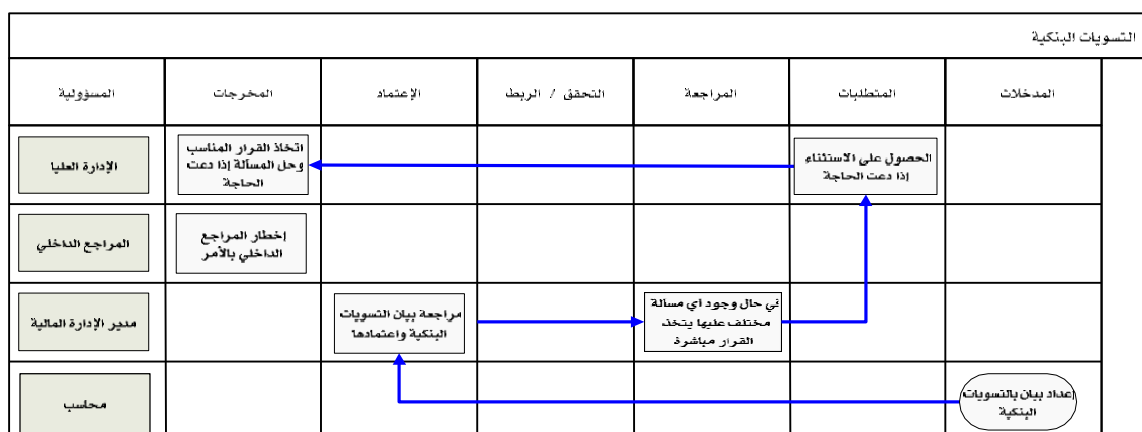 التسويات البنكية
المدخلات
المتطلبات
المراجعة
التحقق / الربط
الإعتماد
المخرجات
المسؤولية
الحصول على الاستثناء
إذا دعت الحاجة
اتخاذ القرار المناسب
وحل المسألة إذا دعت
الحاجة
الإدارة العليا
إخطار المراجع
الداخلي بالأمر
المراجع الداخلي
في حال وجود أي مسألة
مختلف عليها يتخذ
القرار مباشرة
مراجعة بيان التسويات
البنكية واعتمادها
مدير الإدارة المالية
إعداد بيان بالتسويات
البنكية
محاسب